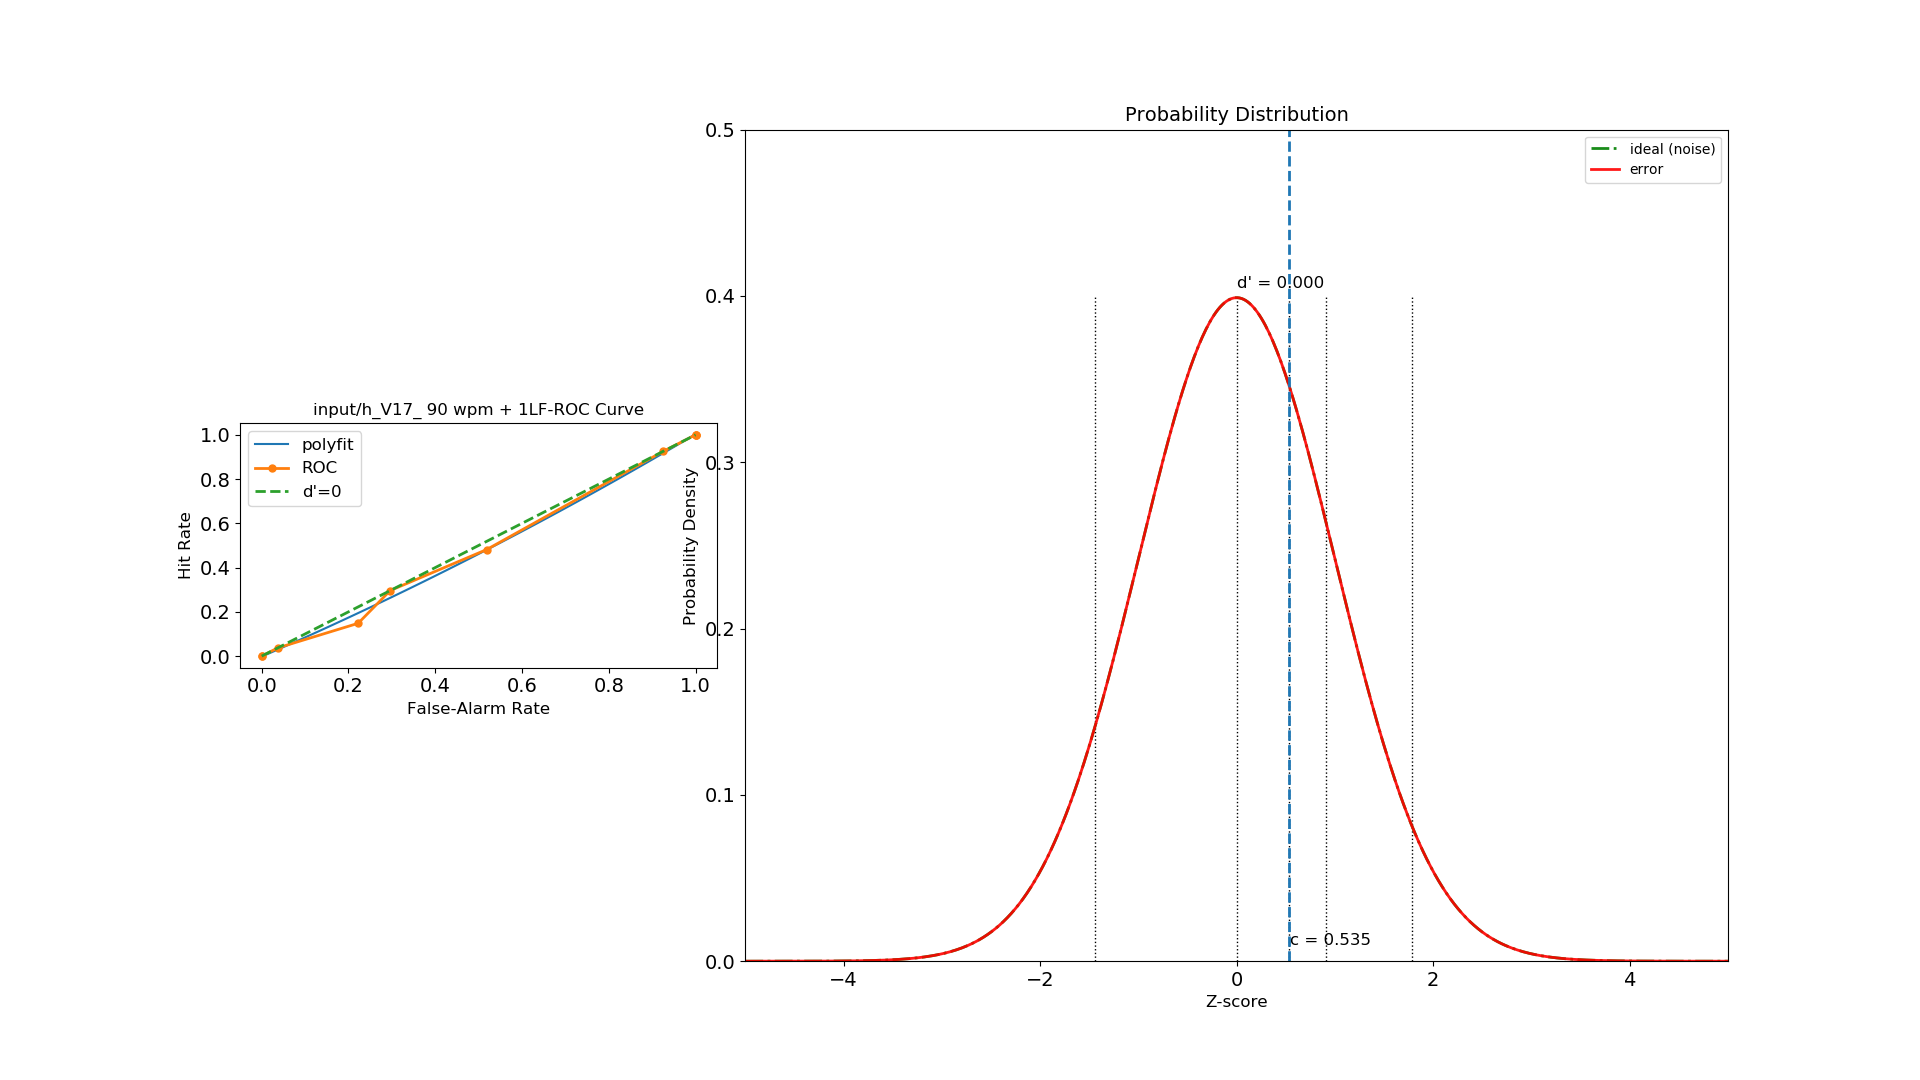 Probability Distribution
0.5
0.4
0.3
0.2
0.1
0.0
Probability Density
−4
−2
0
2
4
Z-score
ideal (noise)
error
d' = 0.000
c = 0.535
input/h_V17_ 90 wpm + 1LF-ROC Curve
1.0
0.8
0.6
0.4
0.2
0.0
Hit Rate
polyfit
ROC
d'=0
0.0
0.2
0.4
0.6
0.8
1.0
False-Alarm Rate